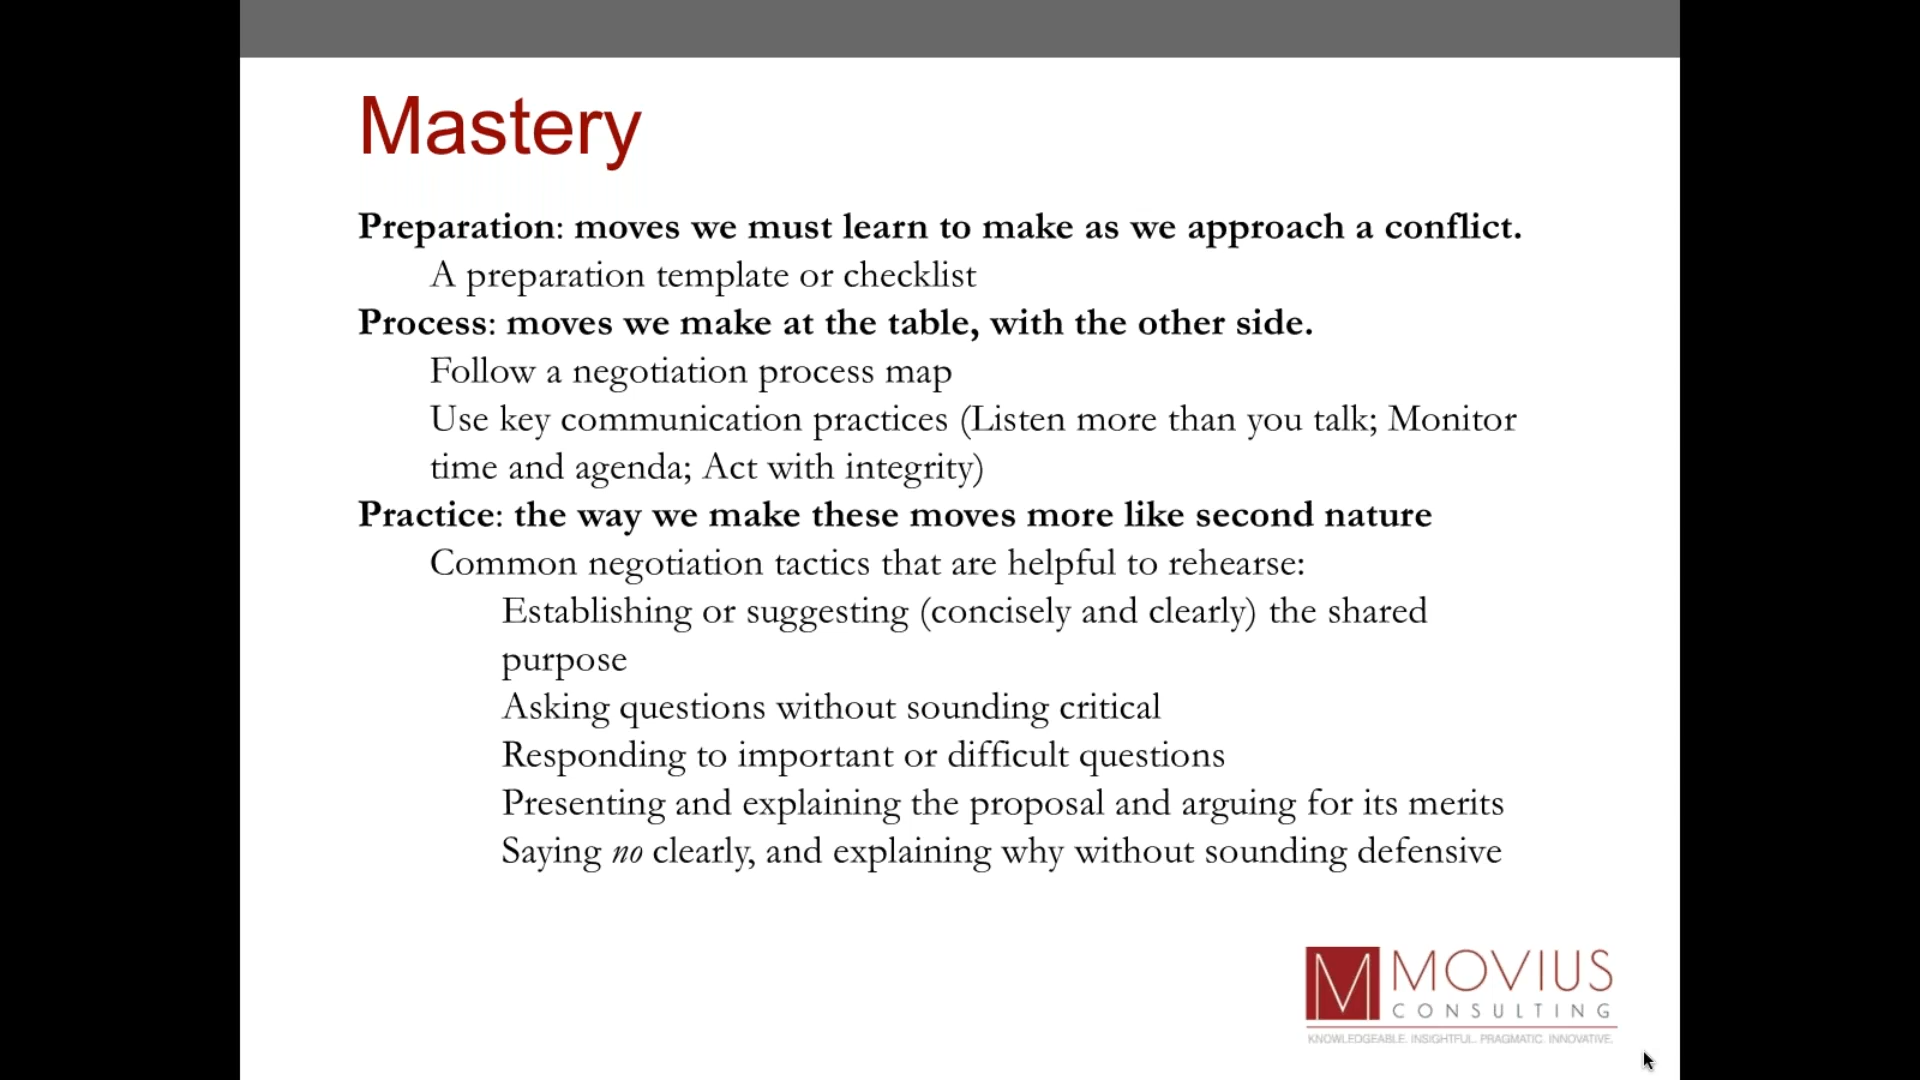 Mastery
Preparation: moves we must learn to make as we approach a conflict.
A preparation template or checklist
Process: moves we make at the table, with the other side.
Follow a negotiation process map
Use key communication practices (Listen more than you talk; Monitor
time and agenda; Act with integrity)
Practice: the way we make these moves more like second nature
Common negotiation tactics that are helpful to rehearse:
Establishing or suggesting (concisely and clearly) the shared
purpose
Asking questions without sounding critical
Responding to important or difficult questions
Presenting and explaining the proposal and arguing for its merits
Saying no clearly, and explaining why without sounding defensive
M MOVIUS
CONSULTING
KNOWLEDGEABLE. INSIGHTFUL. PRAGMATIC. INNOVATIVE.